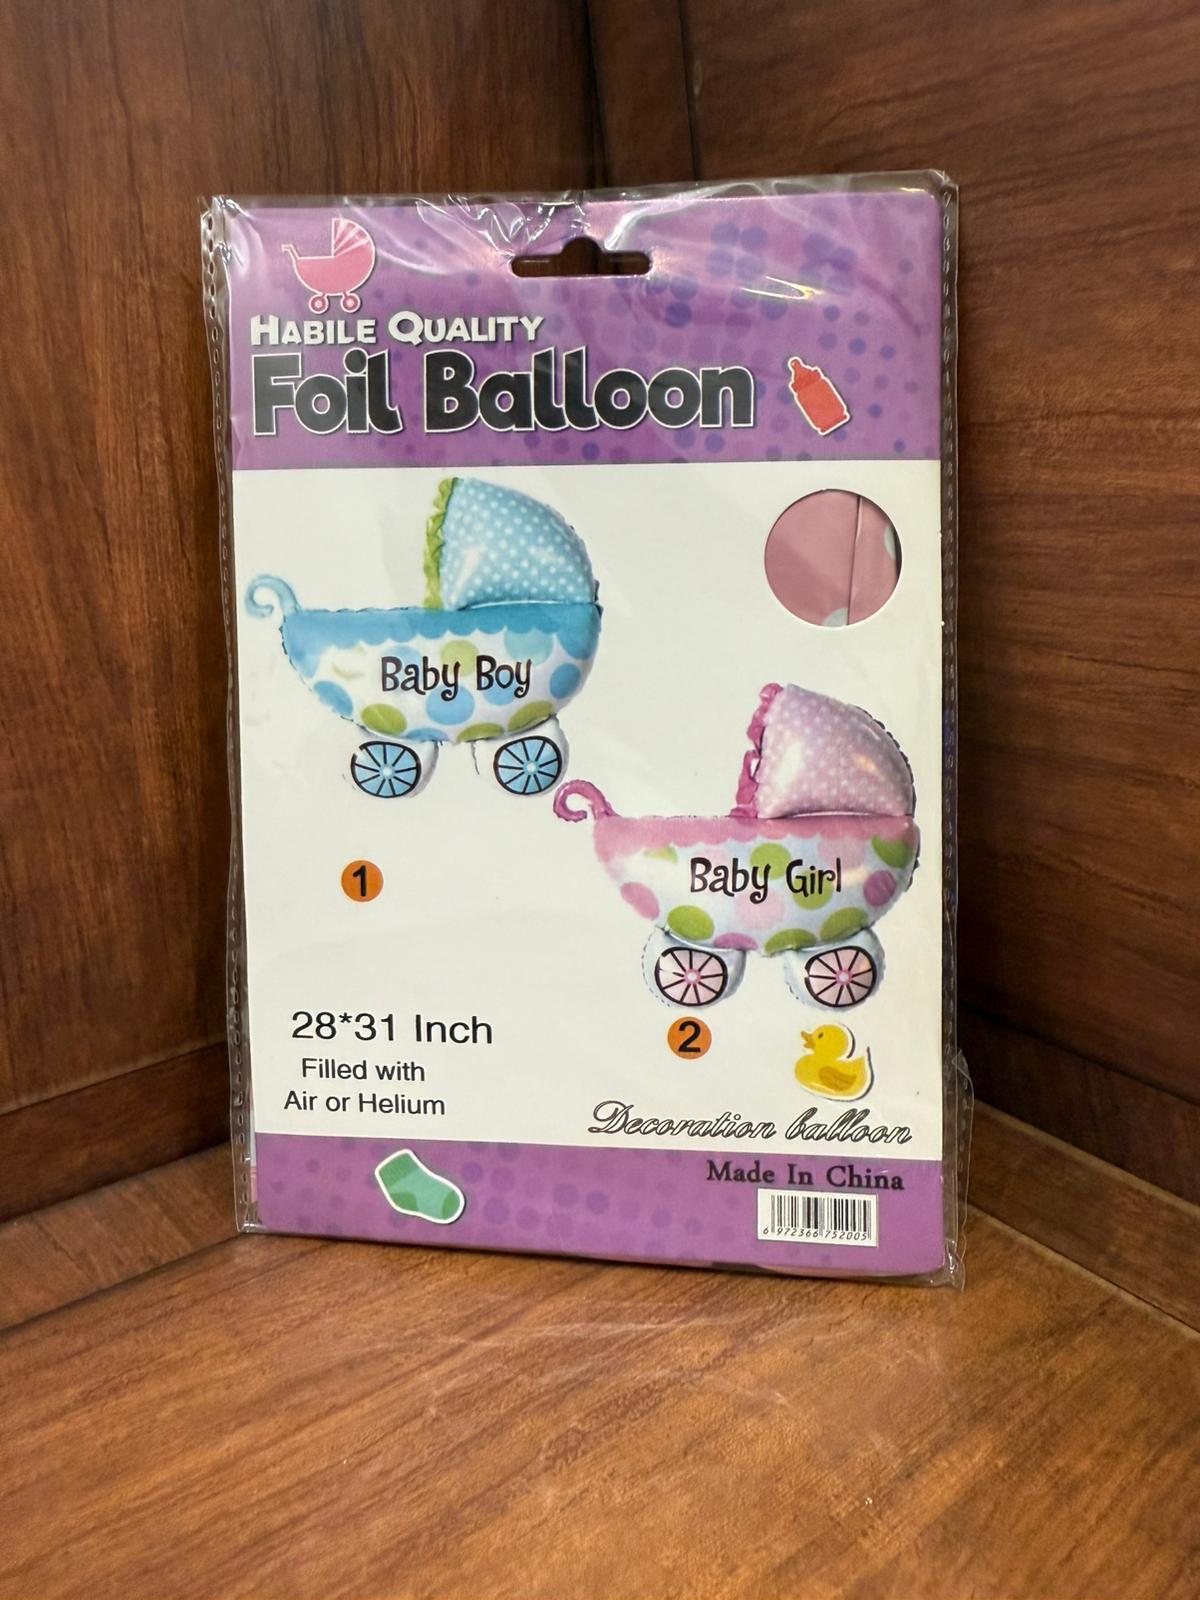 HABILE QUALITY
Foil Balloon
Baby Boy
Baby Girl
1
28*31 Inch
Filled with
Air or Helium
2
Decoration balloon
Made In China
6 972366 752005